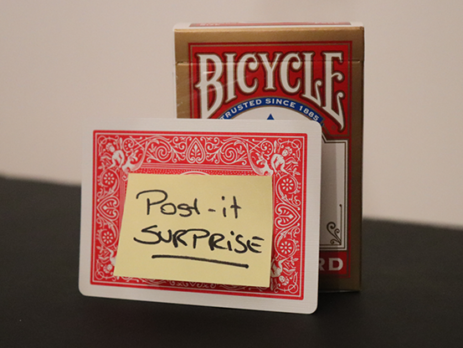 BICYCLE
TRUSTED SINCE 1885
Post-it
SURPRISE
RD